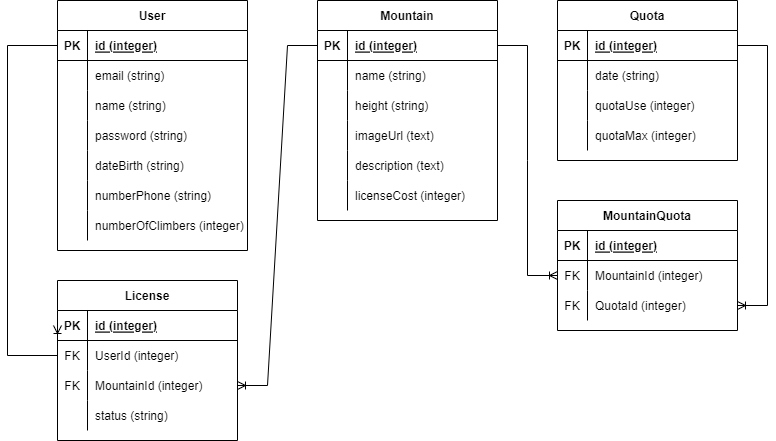 User
PK id (integer)
email (string)
name (string)
password (string)
dateBirth (string)
numberPhone (string)
numberOfClimbers (integer)
Mountain
PK id (integer)
name (string)
height (string)
imageUrl (text)
description (text)
licenseCost (integer)
Quota
PK id (integer)
date (string)
quotaUse (integer)
quotaMax (integer)
License
PK id (integer)
FK UserId (integer)
FK MountainId (integer)
status (string)
MountainQuota
PK id (integer)
FK MountainId (integer)
FK QuotaId (integer)